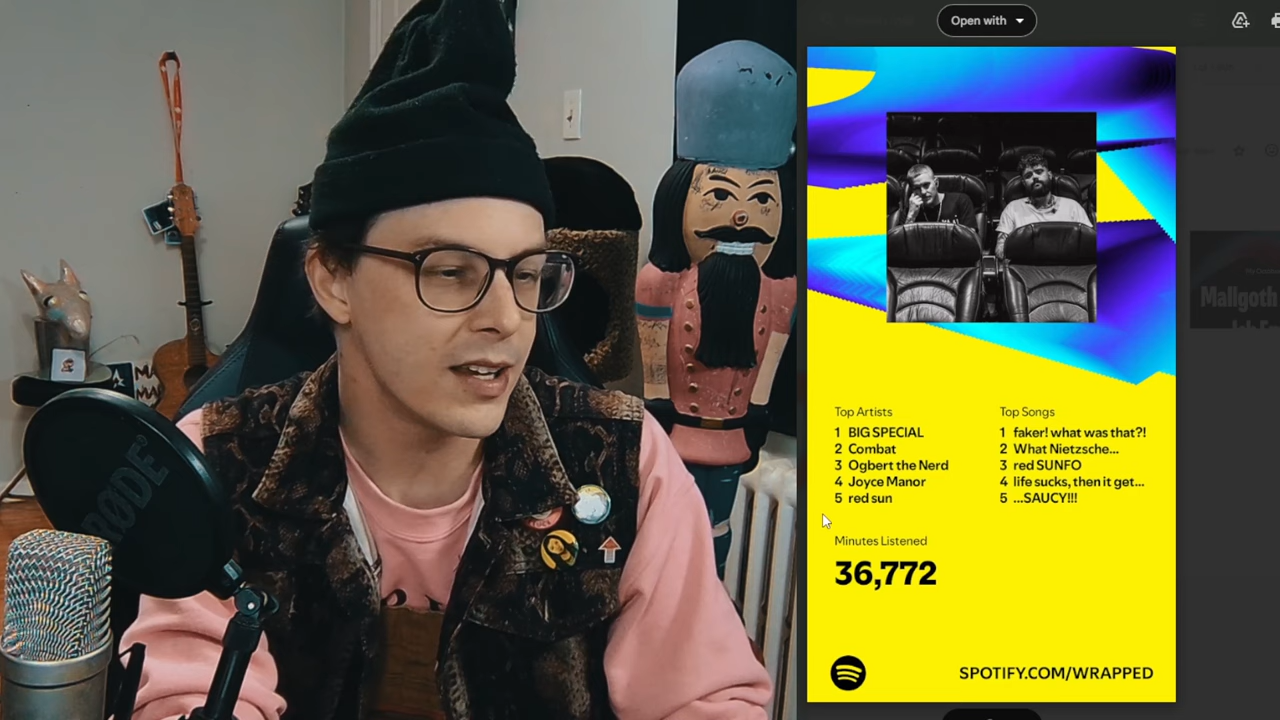 Open with
RØDE
Mallgoth
Top Artists
1 BIG SPECIAL
2 Combat
3 Ogbert the Nerd
4 Joyce Manor
5 red sun
Top Songs
1 faker! what was that?!
2 What Nietzsche...
3 red SUNFO
4 life sucks, then it get...
5 ...SAUCY!!!
Minutes Listened
36,772
SPOTIFY.COM/WRAPPED